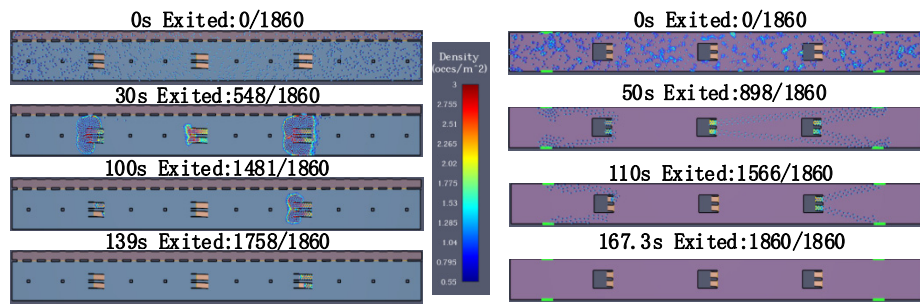 0s Exited:0/1860
30s Exited:548/1860
100s Exited:1481/1860
139s Exited:1758/1860
Density
(occs/m^2)
3
2.755
2.51
2.265
2.02
1.775
1.53
1.285
1.04
0.795
0.55
0s Exited:0/1860
50s Exited:898/1860
110s Exited:1566/1860
167.3s Exited:1860/1860